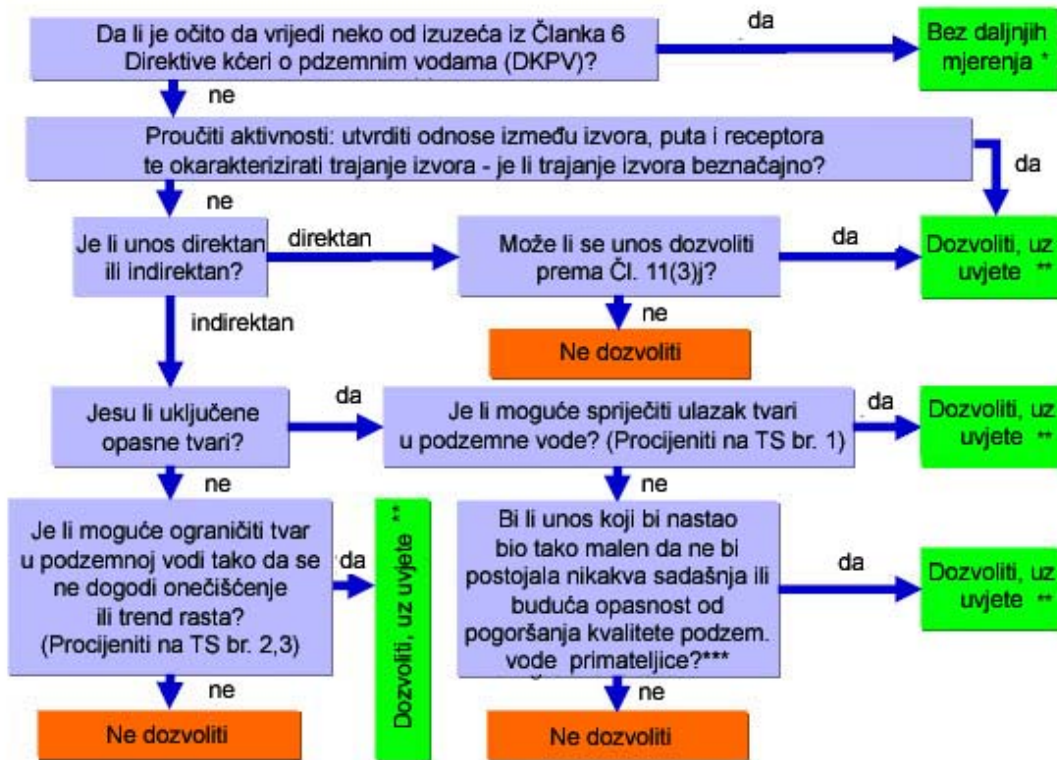 Da li je očito da vrijedi neko od izuzeća iz Članka 6
Direktive kćeri o pdzemnim vodama (DKPV)?
da
Bez daljnjih
mjerenja *
ne
Proučiti aktivnosti: utvrditi odnose između izvora, puta i receptora
te okarakterizirati trajanje izvora - je li trajanje izvora beznačajno?
da
ne
Je li unos direktan
ili indirektan?
direktan
Može li se unos dozvoliti
prema Čl. 11(3)j?
da
Dozvoliti, uz
uvjete **
ne
Ne dozvoliti
indirektan
Jesu li uključene
opasne tvari?
da
Je li moguće spriječiti ulazak tvari
u podzemne vode? (Procijeniti na TS br. 1)
da
Dozvoliti, uz
uvjete **
ne
ne
Je li moguće ograničiti tvar
u podzemnoj vodi tako da se
ne dogodi onečišćenje
ili trend rasta?
(Procijeniti na TS br. 2,3)
da
Dozvoliti, uz uvjete **
Bi li unos koji bi nastao
bio tako malen da ne bi
postojala nikakva sadašnja ili
buduća opasnost od
pogoršanja kvalitete podzem.
vode primateljice?***
da
Dozvoliti, uz
uvjete **
ne
Ne dozvoliti
ne
Ne dozvoliti